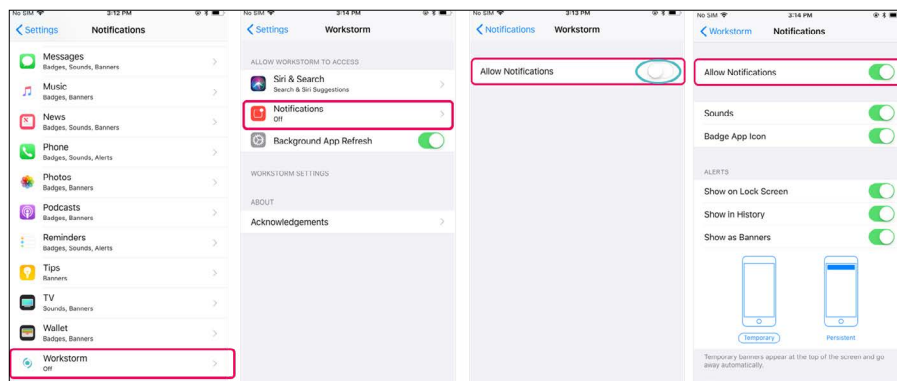 No SIM 3:12 PM
Settings Notifications
Messages
Badges, Sounds, Banners
Music
Badges, Banners
News
Badges, Sounds, Banners
Phone
Badges, Sounds, Alerts
Photos
Badges, Banners
Podcasts
Badges, Banners
Reminders
Badges, Sounds, Alerts
Tips
Banners
TV
Sounds, Banners
Wallet
Badges, Banners
Workstorm
Off
No SIM 3:14 PM
Settings Workstorm
ALLOW WORKSTORM TO ACCESS
Siri & Search
Search & Siri Suggestions
Notifications
Off
Background App Refresh
WORKSTORM SETTINGS
ABOUT
Acknowledgements
No SIM 3:13 PM
Notifications Workstorm
Allow Notifications
No SIM 3:14 PM
Workstorm Notifications
Allow Notifications
Sounds
Badge App Icon
ALERTS
Show on Lock Screen
Show in History
Show as Banners
Temporary Persistent
Temporary banners appear at the top of the screen and go
away automatically.